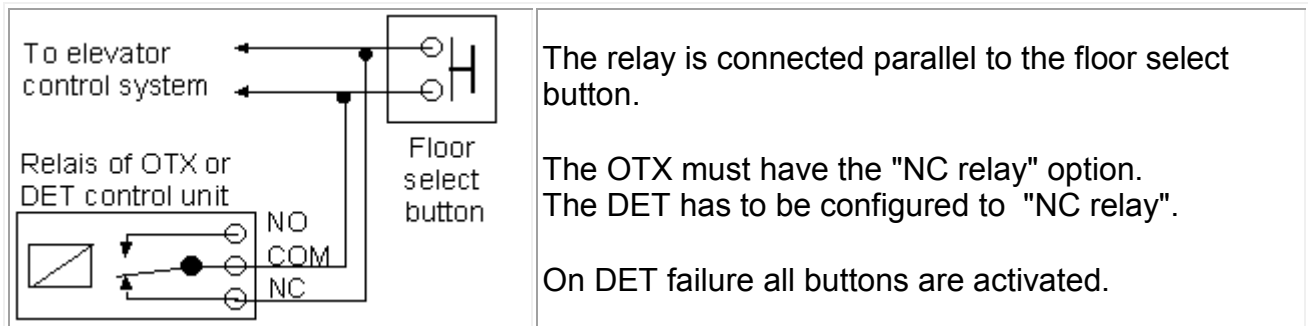 To elevator
control system
Floor
select
button
Relais of OTX or
DET control unit
NO
COM
NC
The relay is connected parallel to the floor select
button.
The OTX must have the "NC relay" option.
The DET has to be configured to  "NC relay".
On DET failure all buttons are activated.